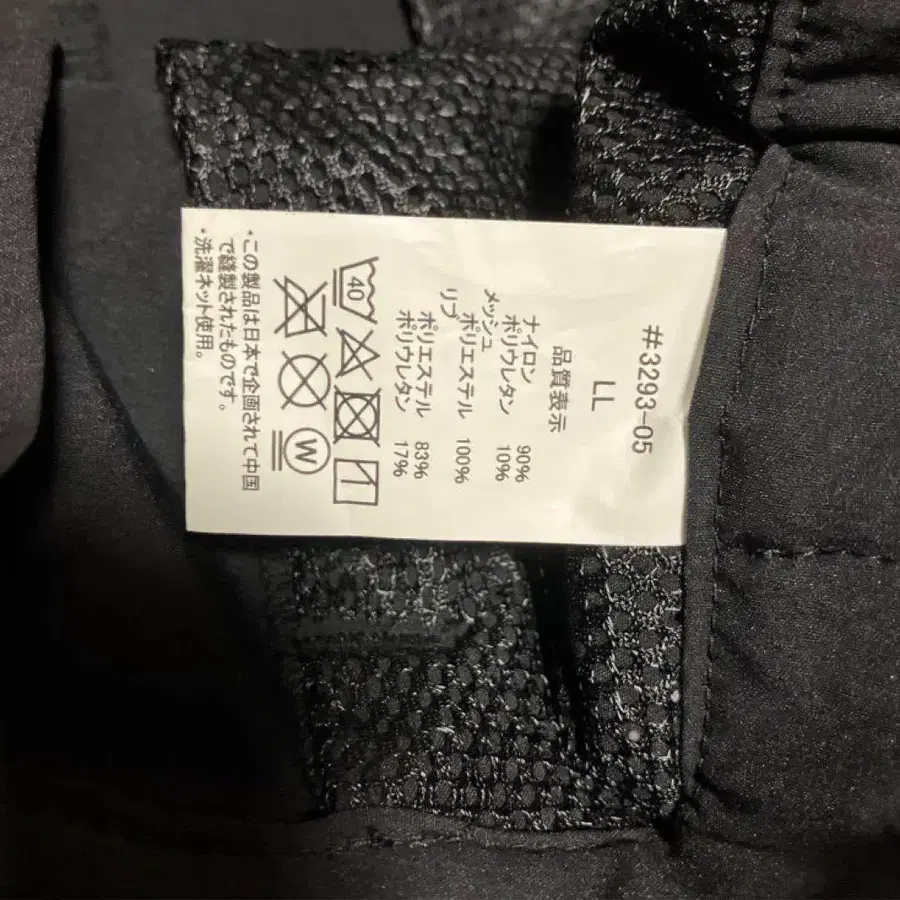 #3293-05
LL
品質表示
ナイロン 90%
ポリウレタン 10%
メッシュ
ポリエステル 100%
リブ
ポリエステル 83%
ポリウレタン 17%
40
W
・この製品は日本で企画されて中国
で縫製されたものです。
・洗濯ネット使用。